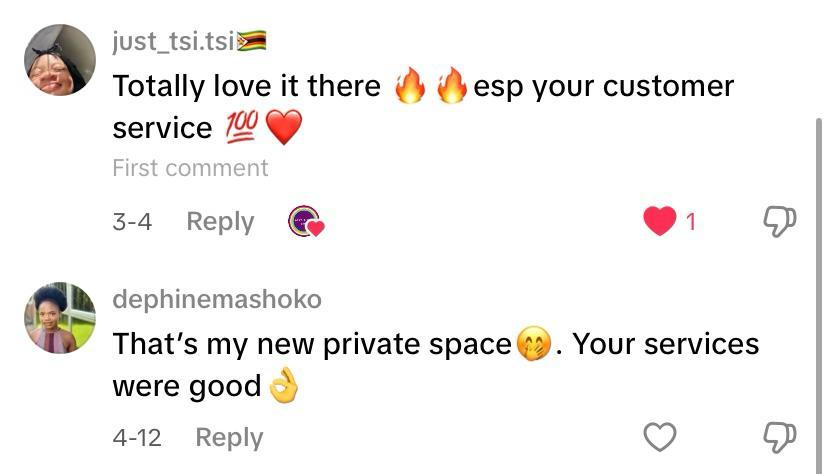 just_tsi.tsi🇿🇼
Totally love it there 🔥 🔥 esp your customer
service 💯❤️
First comment
3-4 Reply 1
dephinemashoko
That's my new private space🤭. Your services
were good👌
4-12 Reply